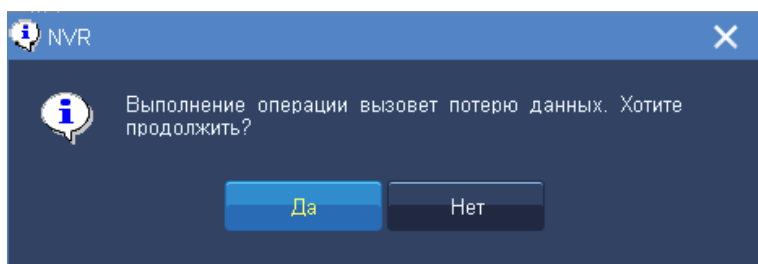 NVR
Выполнение операции вызовет потерю данных. Хотите
продолжить?
Да Нет